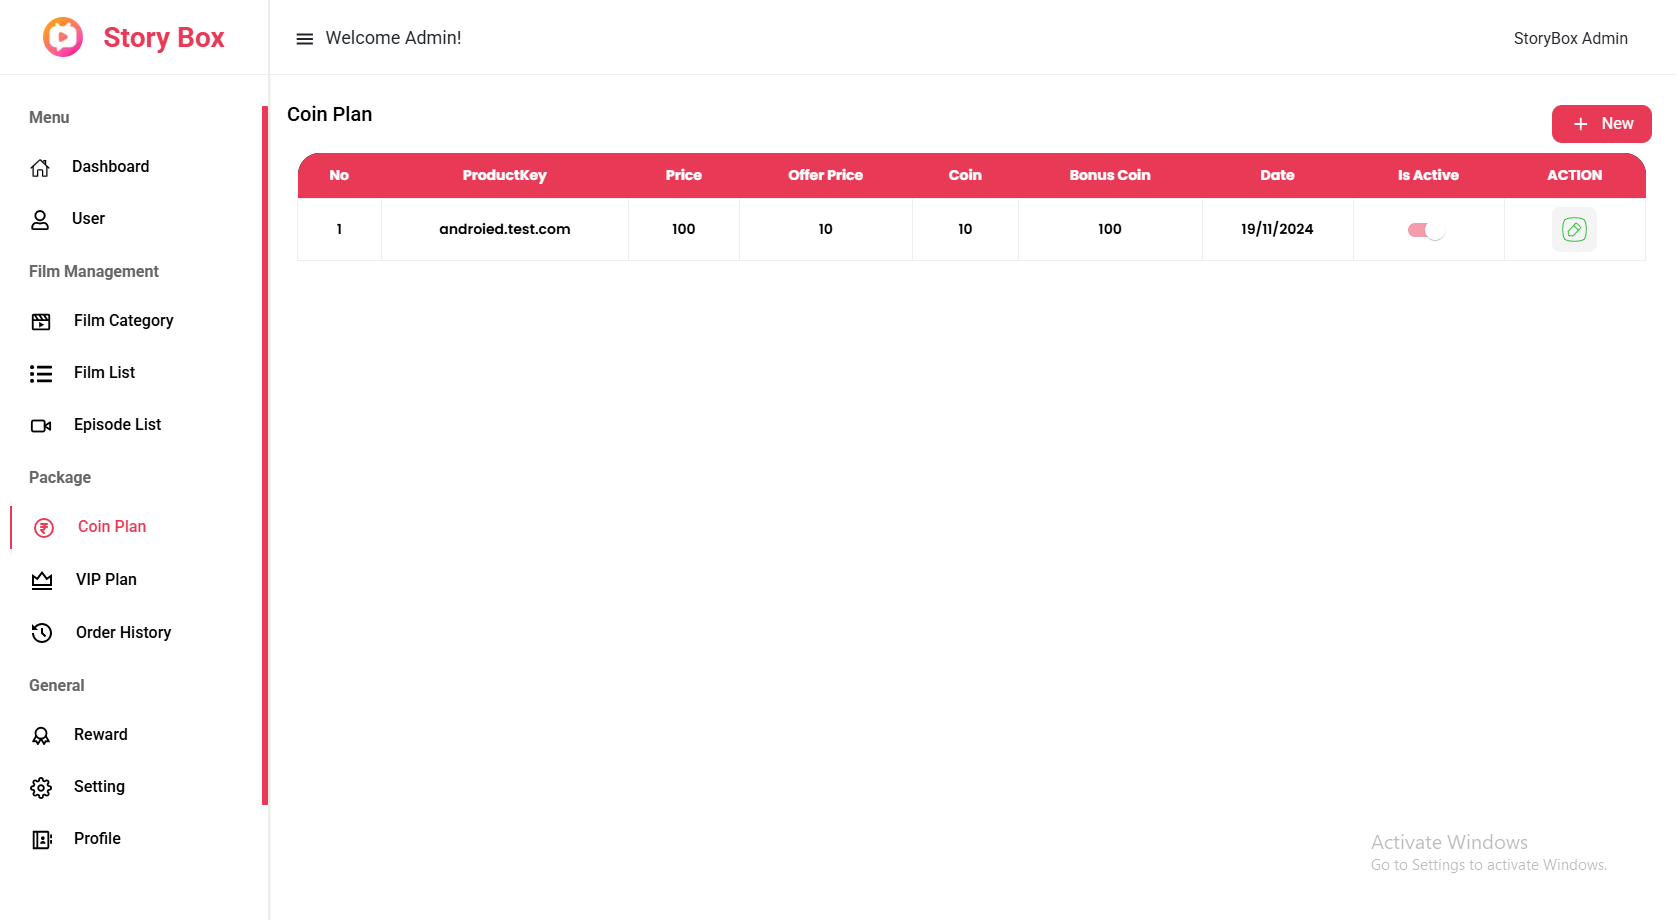 Story Box
Welcome Admin!
StoryBox Admin
Menu
Dashboard
User
Film Management
Film Category
Film List
Episode List
Package
Coin Plan
VIP Plan
Order History
General
Reward
Setting
Profile
Coin Plan
New
No ProductKey Price Offer Price Coin Bonus Coin Date Is Active ACTION
1 androied.test.com 100 10 10 100 19/11/2024
Activate Windows
Go to Settings to activate Windows.